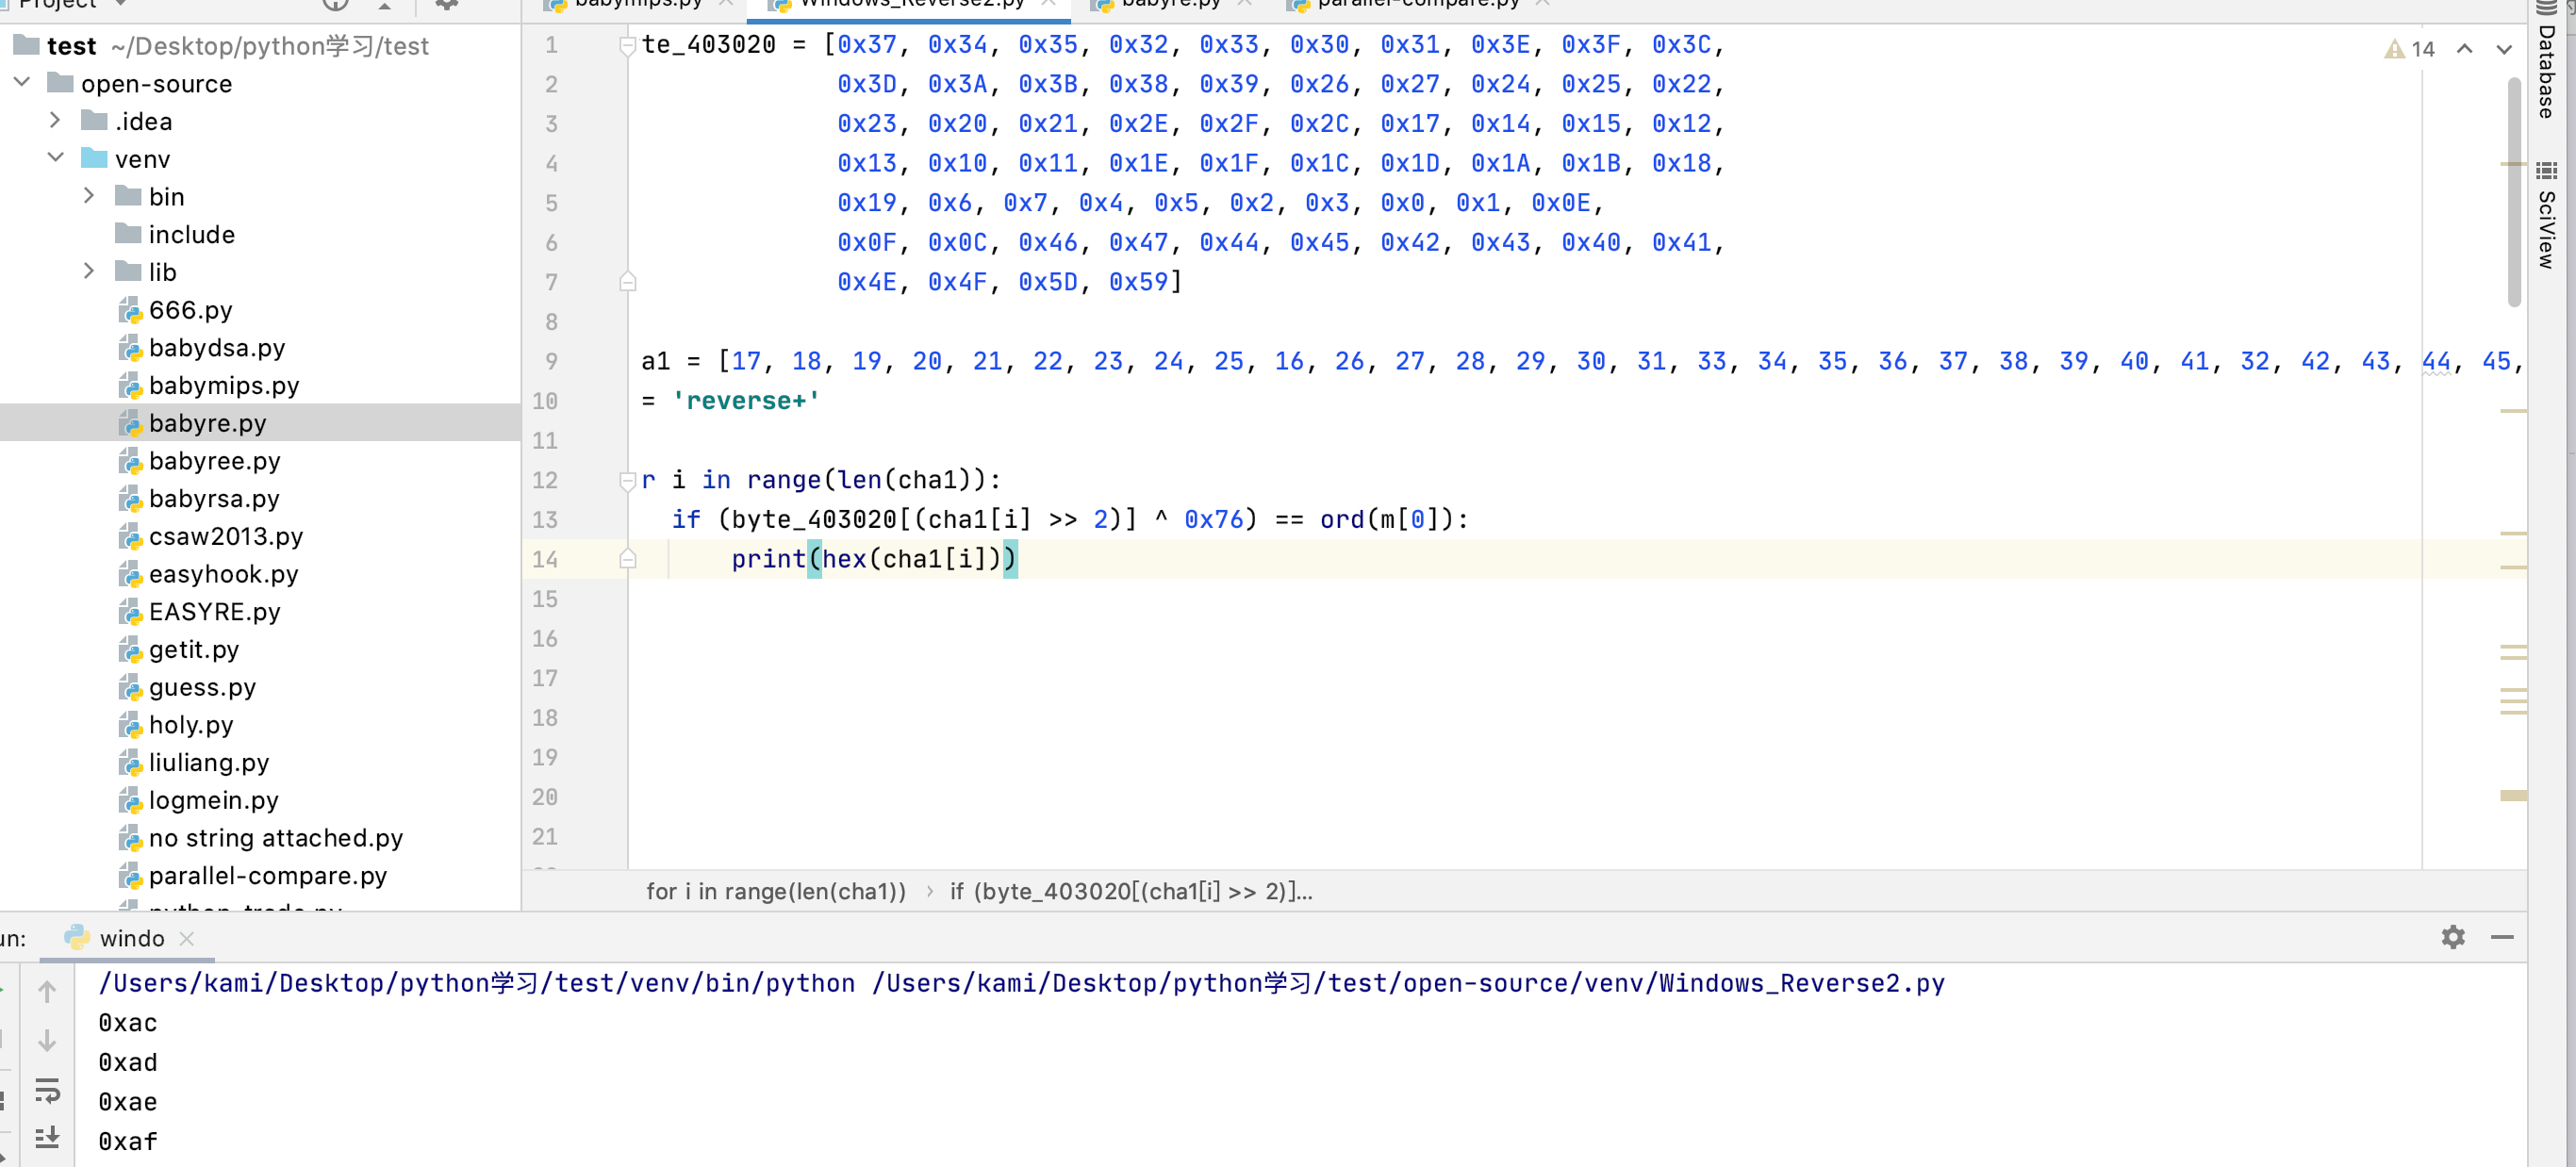 Project
babymips.py
Windows_Reverse2.py
babyre.py
parallel-compare.py
test ~/Desktop/python学习/test
open-source
.idea
venv
bin
include
lib
666.py
babydsa.py
babymips.py
babyre.py
babyree.py
babyrsa.py
csaw2013.py
easyhook.py
EASYRE.py
getit.py
guess.py
holy.py
liuliang.py
logmein.py
no string attached.py
parallel-compare.py
14
Database
SciView
1 te_403020 = [0x37, 0x34, 0x35, 0x32, 0x33, 0x30, 0x31, 0x3E, 0x3F, 0x3C,
2 0x3D, 0x3A, 0x3B, 0x38, 0x39, 0x26, 0x27, 0x24, 0x25, 0x22,
3 0x23, 0x20, 0x21, 0x2E, 0x2F, 0x2C, 0x17, 0x14, 0x15, 0x12,
4 0x13, 0x10, 0x11, 0x1E, 0x1F, 0x1C, 0x1D, 0x1A, 0x1B, 0x18,
5 0x19, 0x6, 0x7, 0x4, 0x5, 0x2, 0x3, 0x0, 0x1, 0x0E,
6 0x0F, 0x0C, 0x46, 0x47, 0x44, 0x45, 0x42, 0x43, 0x40, 0x41,
7 0x4E, 0x4F, 0x5D, 0x59]
8
9 a1 = [17, 18, 19, 20, 21, 22, 23, 24, 25, 16, 26, 27, 28, 29, 30, 31, 33, 34, 35, 36, 37, 38, 39, 40, 41, 32, 42, 43, 44, 45,
10 = 'reverse+'
11
12 r i in range(len(cha1)):
13 if (byte_403020[(cha1[i] >> 2)] ^ 0x76) == ord(m[0]):
14 print(hex(cha1[i]))
15
16
17
18
19
20
21
for i in range(len(cha1)) › if (byte_403020[(cha1[i] >> 2)]...
un:
windo
/Users/kami/Desktop/python学习/test/venv/bin/python /Users/kami/Desktop/python学习/test/open-source/venv/Windows_Reverse2.py
0xac
0xad
0xae
0xaf